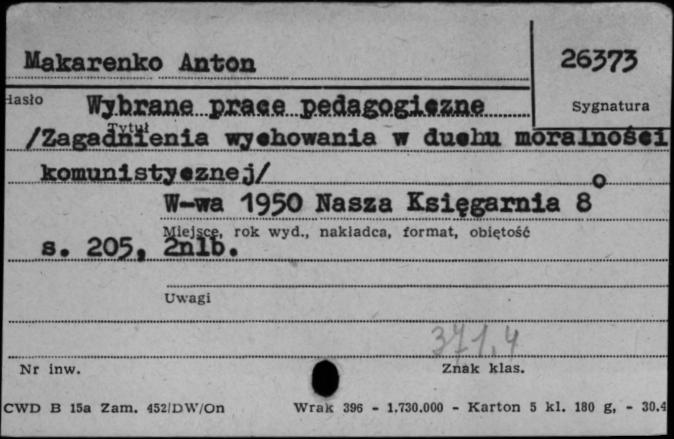 Makarenko Anton
26373
Hasło
Wybrane prace pedagogiczne
Sygnatura
Tytuł
/Zagadnienia wychowania w duchu moralności
komunistycznej/
W-wa 1950 Nasza Księgarnia 8o
Miejsce, rok wyd., nakładca, format, objętość
s. 205, 2nlb.
Uwagi
371.4
Nr inw.
Znak klas.
CWD B 15a Zam. 452/DW/On
Wrak 396 - 1.730.000 - Karton 5 kl. 180 g, - 30.4